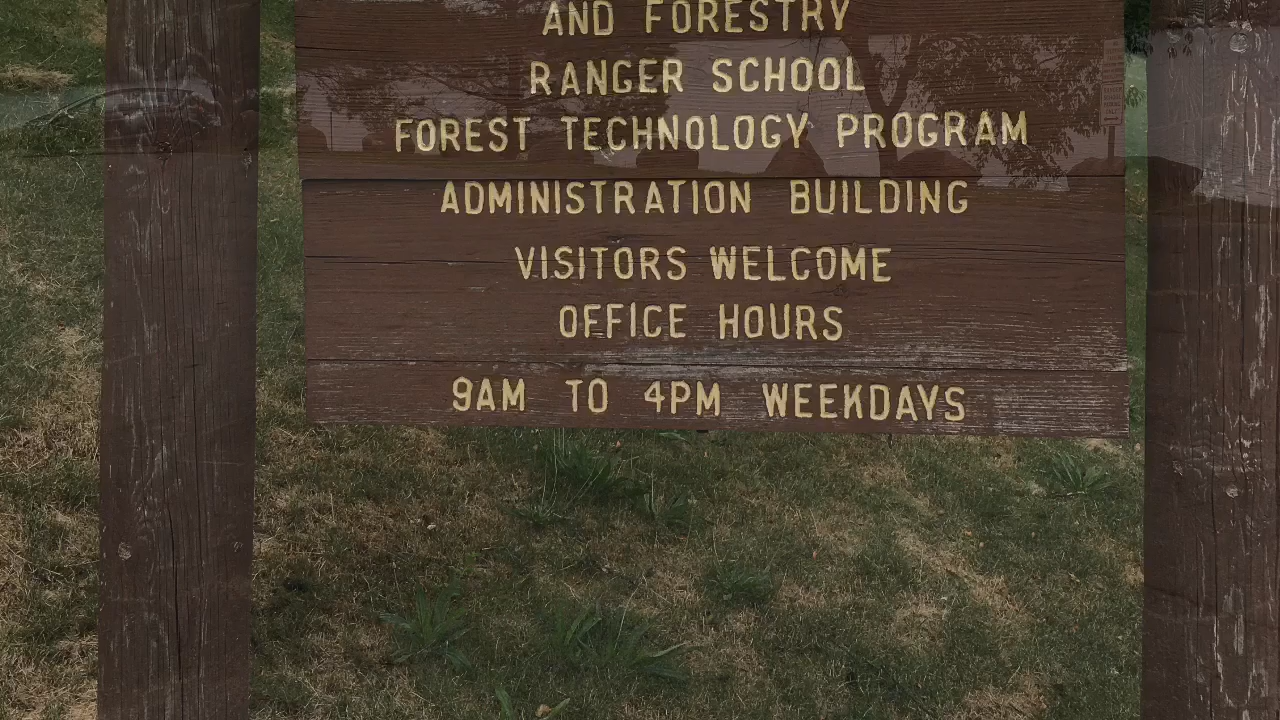 AND FORESTRY
RANGER SCHOOL
FOREST TECHNOLOGY PROGRAM
ADMINISTRATION BUILDING
VISITORS WELCOME
OFFICE HOURS
9AM TO 4PM WEEKDAYS